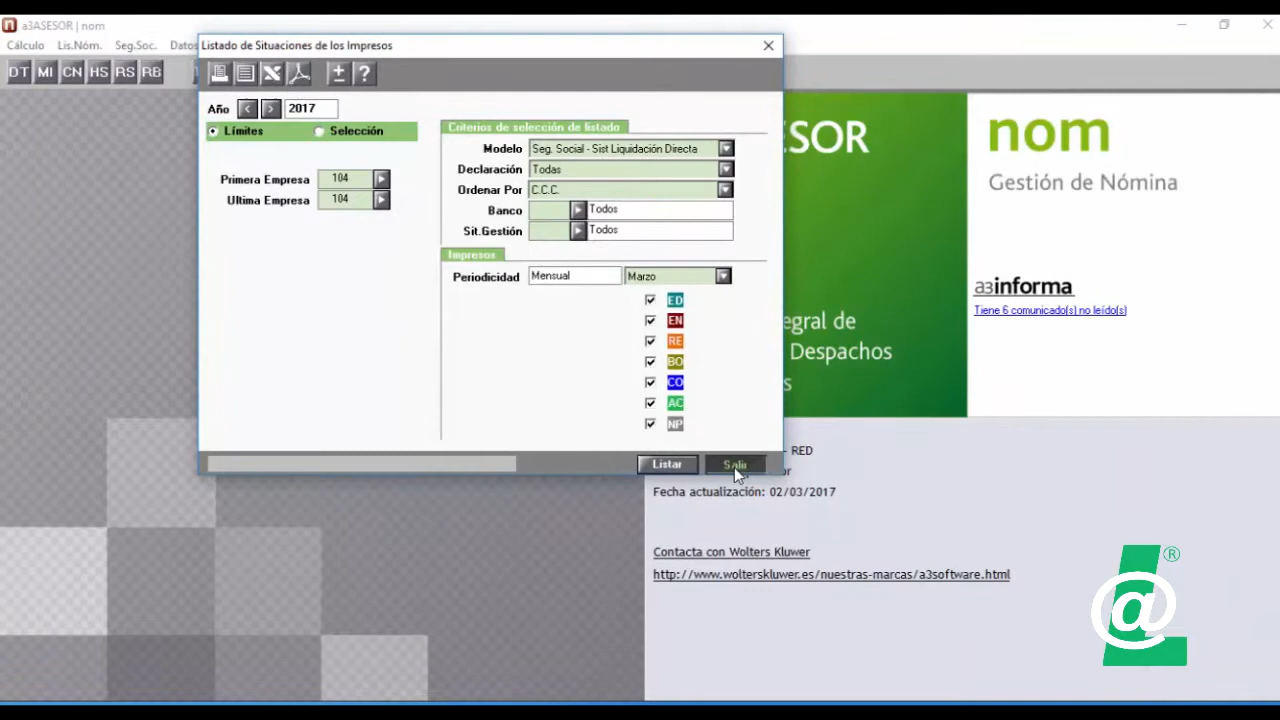 a3ASESOR | nom
Cálculo Lis.Nóm. Seg.Soc. Datos
DT MI CN HS RS RB
Listado de Situaciones de los Impresos
Año 2017
Límites Selección
Primera Empresa 104
Ultima Empresa 104
Criterios de selección de listado
Modelo Seg. Social - Sist Liquidación Directa
Declaración Todas
Ordenar Por C.C.C.
Banco Todos
Sit.Gestión Todos
Impresos
Periodicidad Mensual Marzo
ED
EN
RE
BO
CO
AC
NP
Listar Salir
SOR
egral de
Despachos
s
nom
Gestión de Nómina
a3informa
Tiene 6 comunicado(s) no leído(s)
- RED
or
Fecha actualización: 02/03/2017
Contacta con Wolters Kluwer
http://www.wolterskluwer.es/nuestras-marcas/a3software.html
L@®